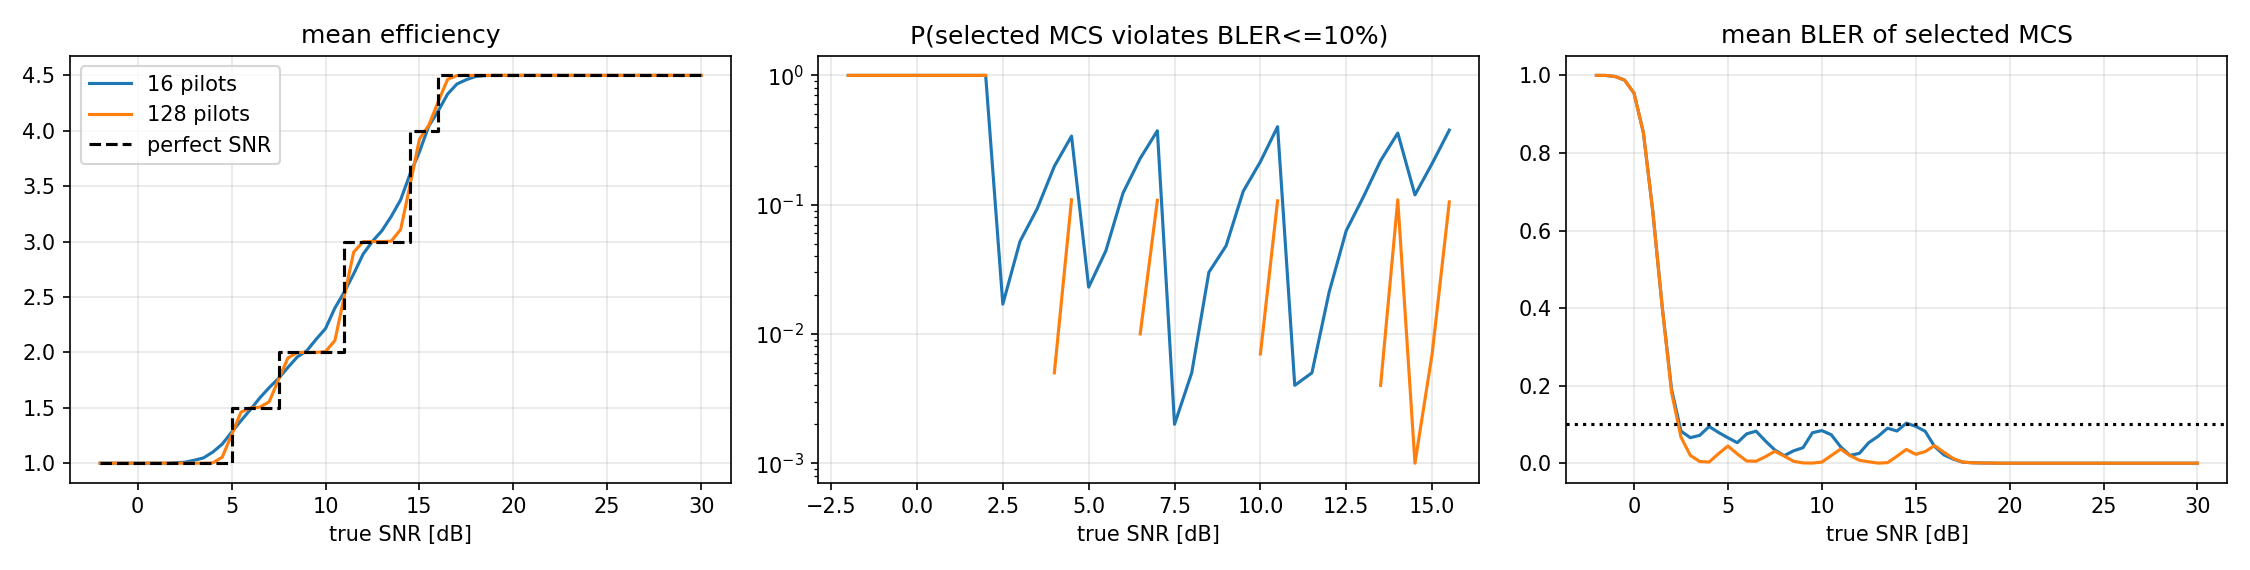 mean efficiency
4.5
4.0
3.5
3.0
2.5
2.0
1.5
1.0
16 pilots
128 pilots
perfect SNR
0 5 10 15 20 25 30
true SNR [dB]
P(selected MCS violates BLER<=10%)
10⁰
10⁻¹
10⁻²
10⁻³
−2.5 0.0 2.5 5.0 7.5 10.0 12.5 15.0
true SNR [dB]
mean BLER of selected MCS
1.0
0.8
0.6
0.4
0.2
0.0
0 5 10 15 20 25 30
true SNR [dB]